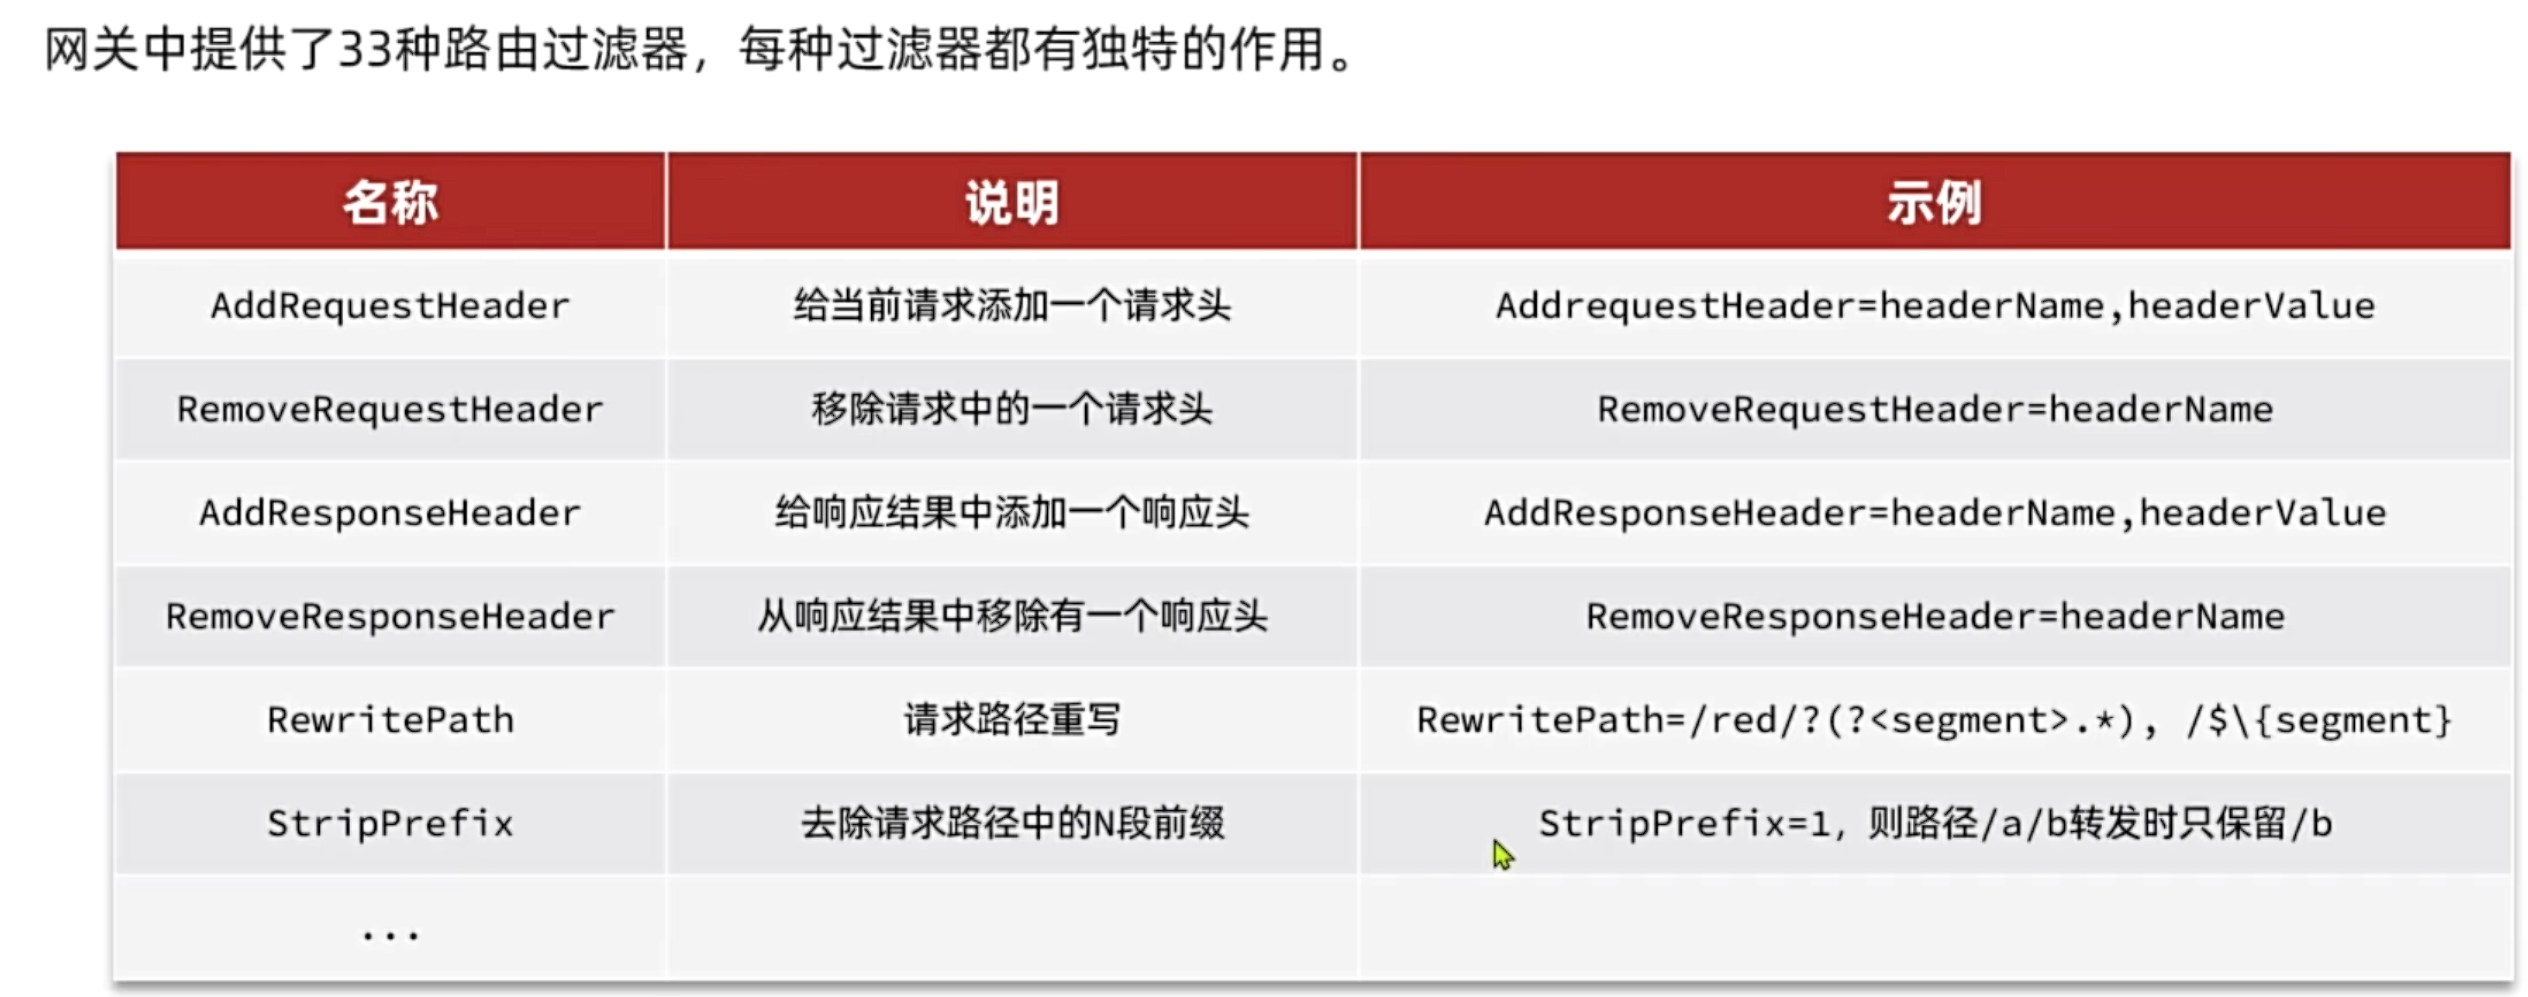 网关中提供了33种路由过滤器，每种过滤器都有独特的作用。
名称 说明 示例
AddRequestHeader 给当前请求添加一个请求头 AddrequestHeader=headerName,headerValue
RemoveRequestHeader 移除请求中的一个请求头 RemoveRequestHeader=headerName
AddResponseHeader 给响应结果中添加一个响应头 AddResponseHeader=headerName,headerValue
RemoveResponseHeader 从响应结果中移除有一个响应头 RemoveResponseHeader=headerName
RewritePath 请求路径重写 RewritePath=/red/?(?<segment>.*), /$\{segment}
StripPrefix 去除请求路径中的N段前缀 StripPrefix=1，则路径/a/b转发时只保留/b
...